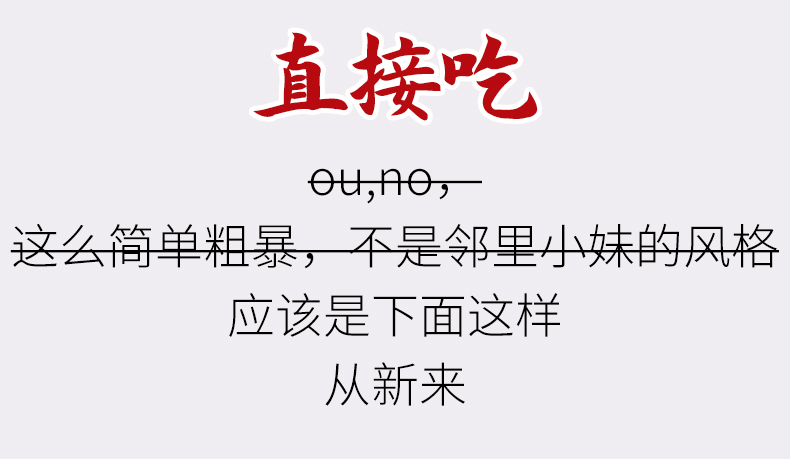 直接吃
ou,no，
这么简单粗暴，不是邻里小妹的风格
应该是下面这样
从新来